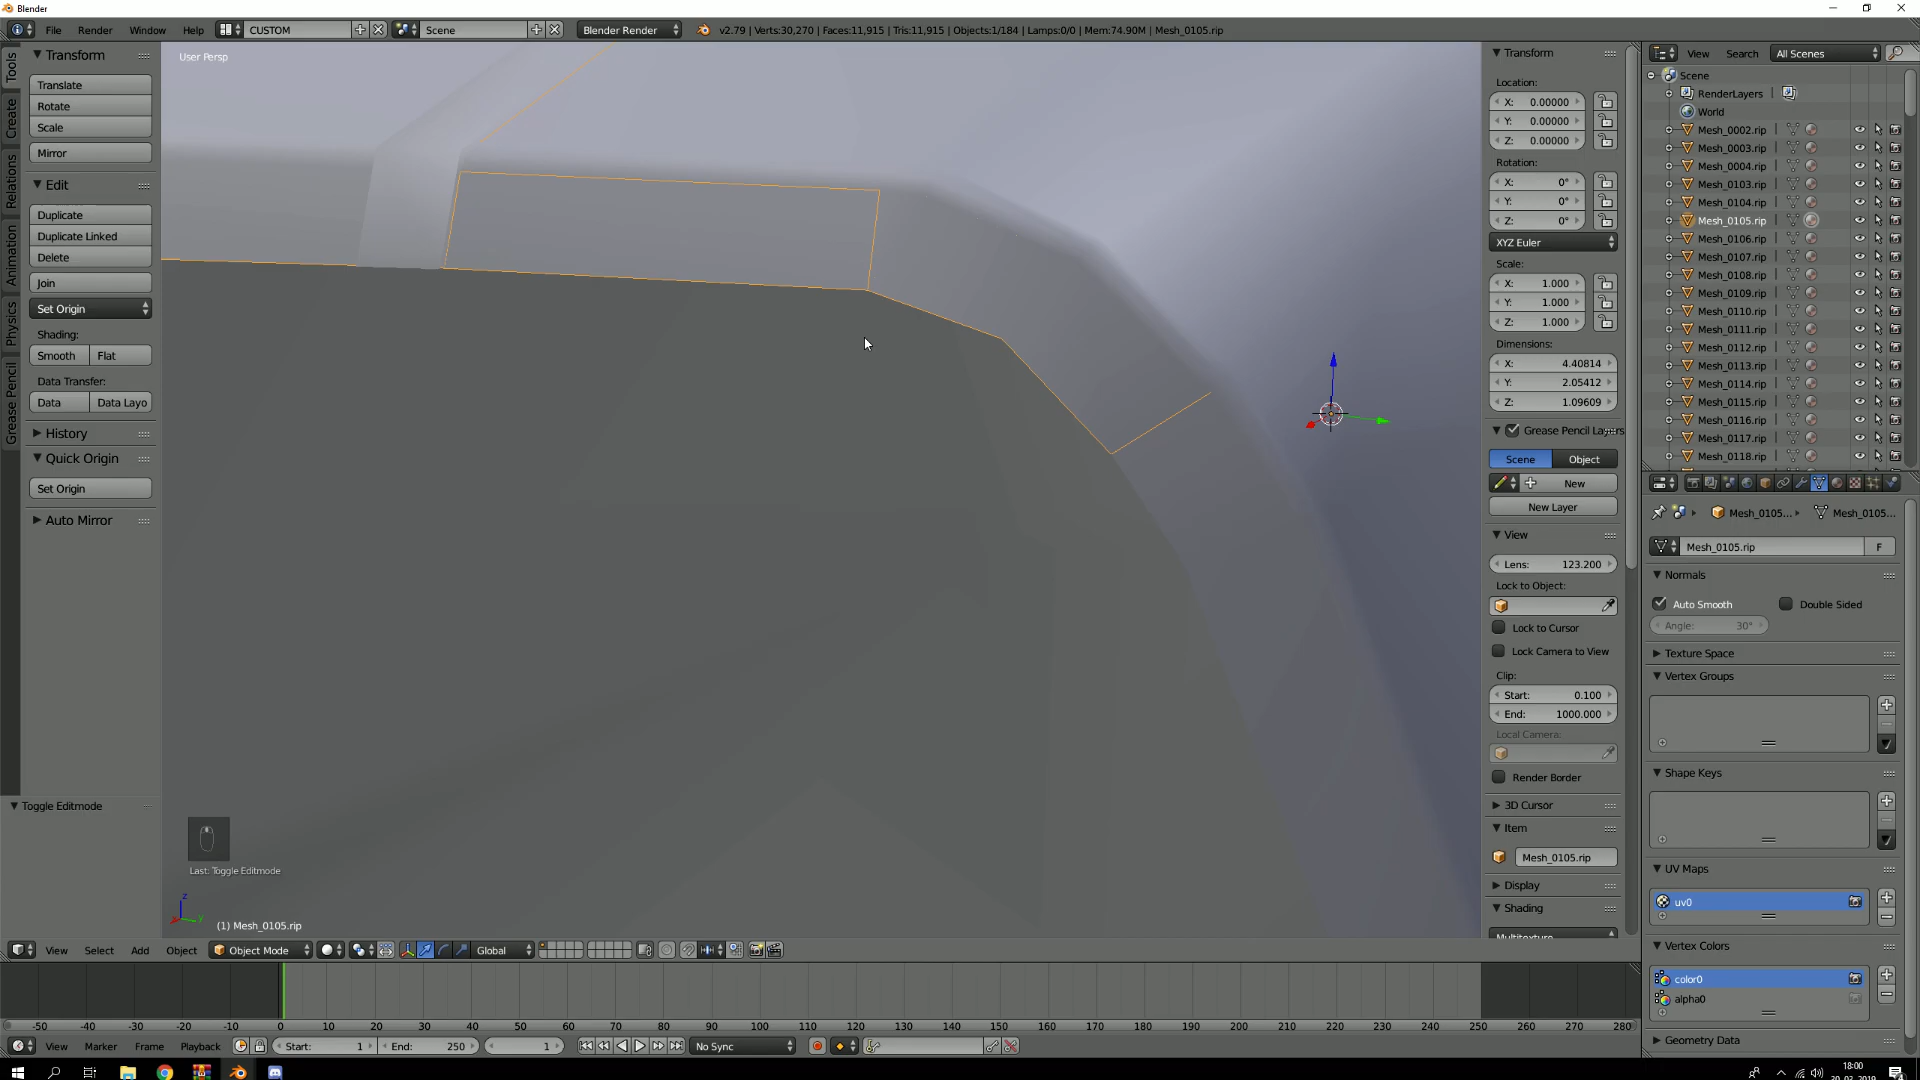 Blender
File Render Window Help CUSTOM Scene Blender Render v2.79 | Verts:30,270 | Faces:11,915 | Tris:11,915 | Objects:1/184 | Lamps:0/0 | Mem:74.90M | Mesh_0105.rip
Tools
Create
Relations
Animation
Physics
Grease Pencil
Transform
Translate
Rotate
Scale
Mirror
Edit
Duplicate
Duplicate Linked
Delete
Join
Set Origin
Shading:
Smooth Flat
Data Transfer:
Data Data Layo
History
Quick Origin
Set Origin
Auto Mirror
Toggle Editmode
User Persp
Last: Toggle Editmode
z
y
(1) Mesh_0105.rip
Transform
Location:
X: 0.00000
Y: 0.00000
Z: 0.00000
Rotation:
X: 0°
Y: 0°
Z: 0°
XYZ Euler
Scale:
X: 1.000
Y: 1.000
Z: 1.000
Dimensions:
X: 4.40814
Y: 2.05412
Z: 1.09609
Grease Pencil Layers
Scene Object
New
New Layer
View
Lens: 123.200
Lock to Object:
Lock to Cursor
Lock Camera to View
Clip:
Start: 0.100
End: 1000.000
Local Camera:
Render Border
3D Cursor
Item
Mesh_0105.rip
Display
Shading
Multitexture
View Search All Scenes
Scene
RenderLayers
World
Mesh_0002.rip
Mesh_0003.rip
Mesh_0004.rip
Mesh_0103.rip
Mesh_0104.rip
Mesh_0105.rip
Mesh_0106.rip
Mesh_0107.rip
Mesh_0108.rip
Mesh_0109.rip
Mesh_0110.rip
Mesh_0111.rip
Mesh_0112.rip
Mesh_0113.rip
Mesh_0114.rip
Mesh_0115.rip
Mesh_0116.rip
Mesh_0117.rip
Mesh_0118.rip
Mesh_0105... Mesh_0105...
Mesh_0105.rip F
Normals
Auto Smooth Double Sided
Angle: 30°
Texture Space
Vertex Groups
Shape Keys
UV Maps
uv0
Vertex Colors
color0
alpha0
Geometry Data
View Select Add Object Object Mode Global
-50 -40 -30 -20 -10 0 10 20 30 40 50 60 70 80 90 100 110 120 130 140 150 160 170 180 190 200 210 220 230 240 250 260 270 280
View Marker Frame Playback Start: 1 End: 250 1 No Sync
18:00